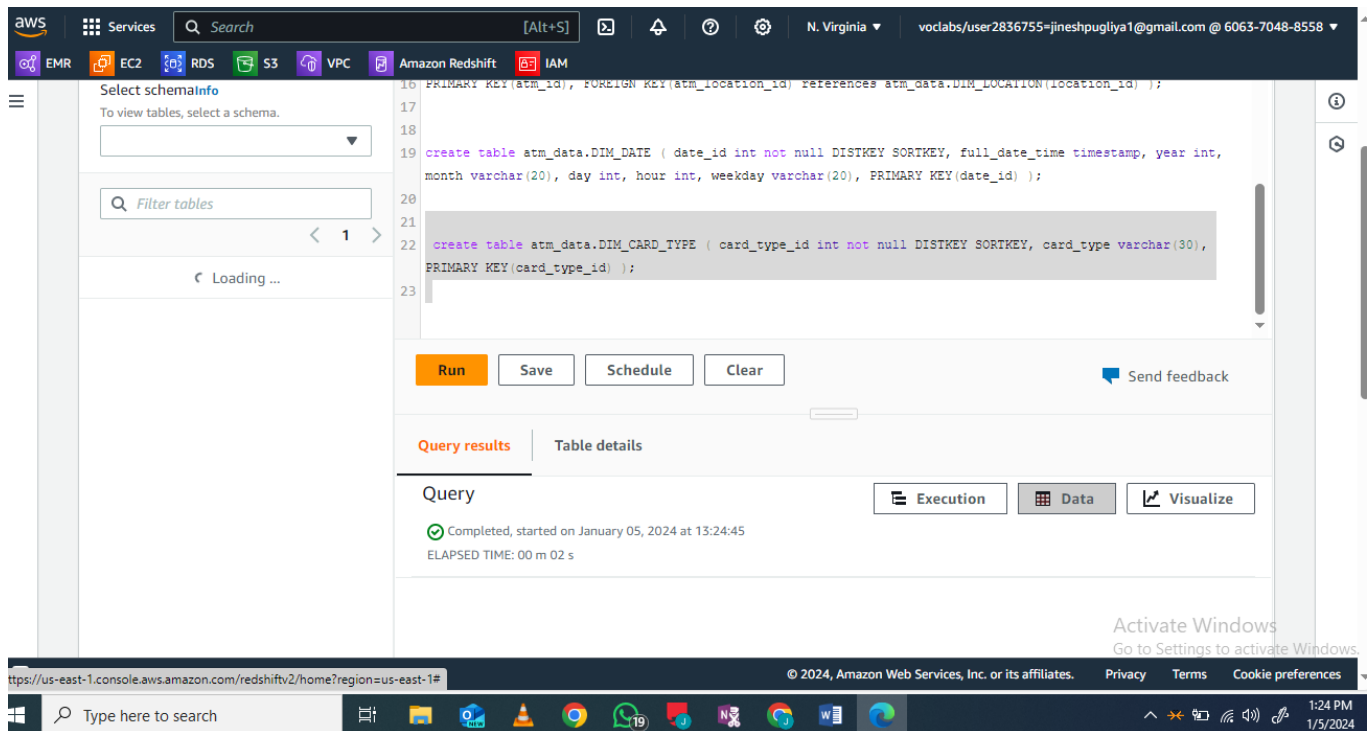 aws
Services
Search
[Alt+S]
N. Virginia
voclabs/user2836755=jineshpugliya1@gmail.com @ 6063-7048-8558
EMR
EC2
RDS
S3
VPC
Amazon Redshift
IAM
Select schemaInfo
To view tables, select a schema.
Filter tables
1
Loading ...
16 PRIMARY KEY(atm_id), FOREIGN KEY(atm_location_id) references atm_data.DIM_LOCATION(location_id) );
17
18
19 create table atm_data.DIM_DATE ( date_id int not null DISTKEY SORTKEY, full_date_time timestamp, year int,
month varchar(20), day int, hour int, weekday varchar(20), PRIMARY KEY(date_id) );
20
21
22 create table atm_data.DIM_CARD_TYPE ( card_type_id int not null DISTKEY SORTKEY, card_type varchar(30),
PRIMARY KEY(card_type_id) );
23
Run
Save
Schedule
Clear
Send feedback
Query results
Table details
Query
Execution
Data
Visualize
Completed, started on January 05, 2024 at 13:24:45
ELAPSED TIME: 00 m 02 s
Activate Windows
Go to Settings to activate Windows.
ttps://us-east-1.console.aws.amazon.com/redshiftv2/home?region=us-east-1#
© 2024, Amazon Web Services, Inc. or its affiliates.
Privacy
Terms
Cookie preferences
Type here to search
NEW
19
1:24 PM
1/5/2024